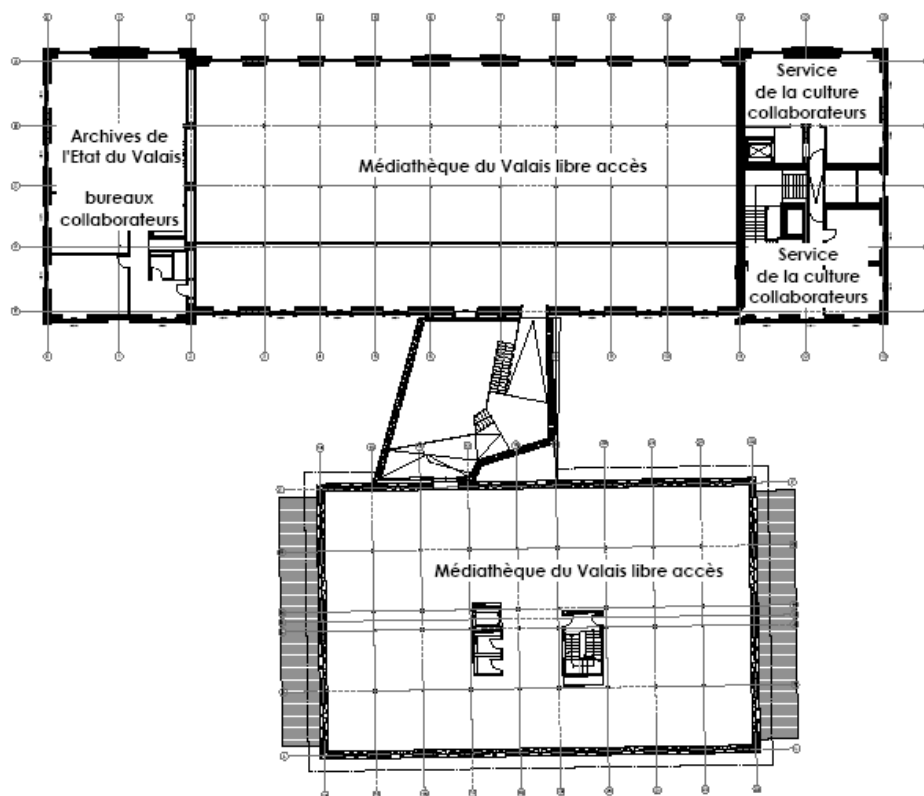 Archives de
l'Etat du Valais
bureaux
collaborateurs
Médiathèque du Valais libre accès
Service
de la culture
collaborateurs
Service
de la culture
collaborateurs
Médiathèque du Valais libre accès